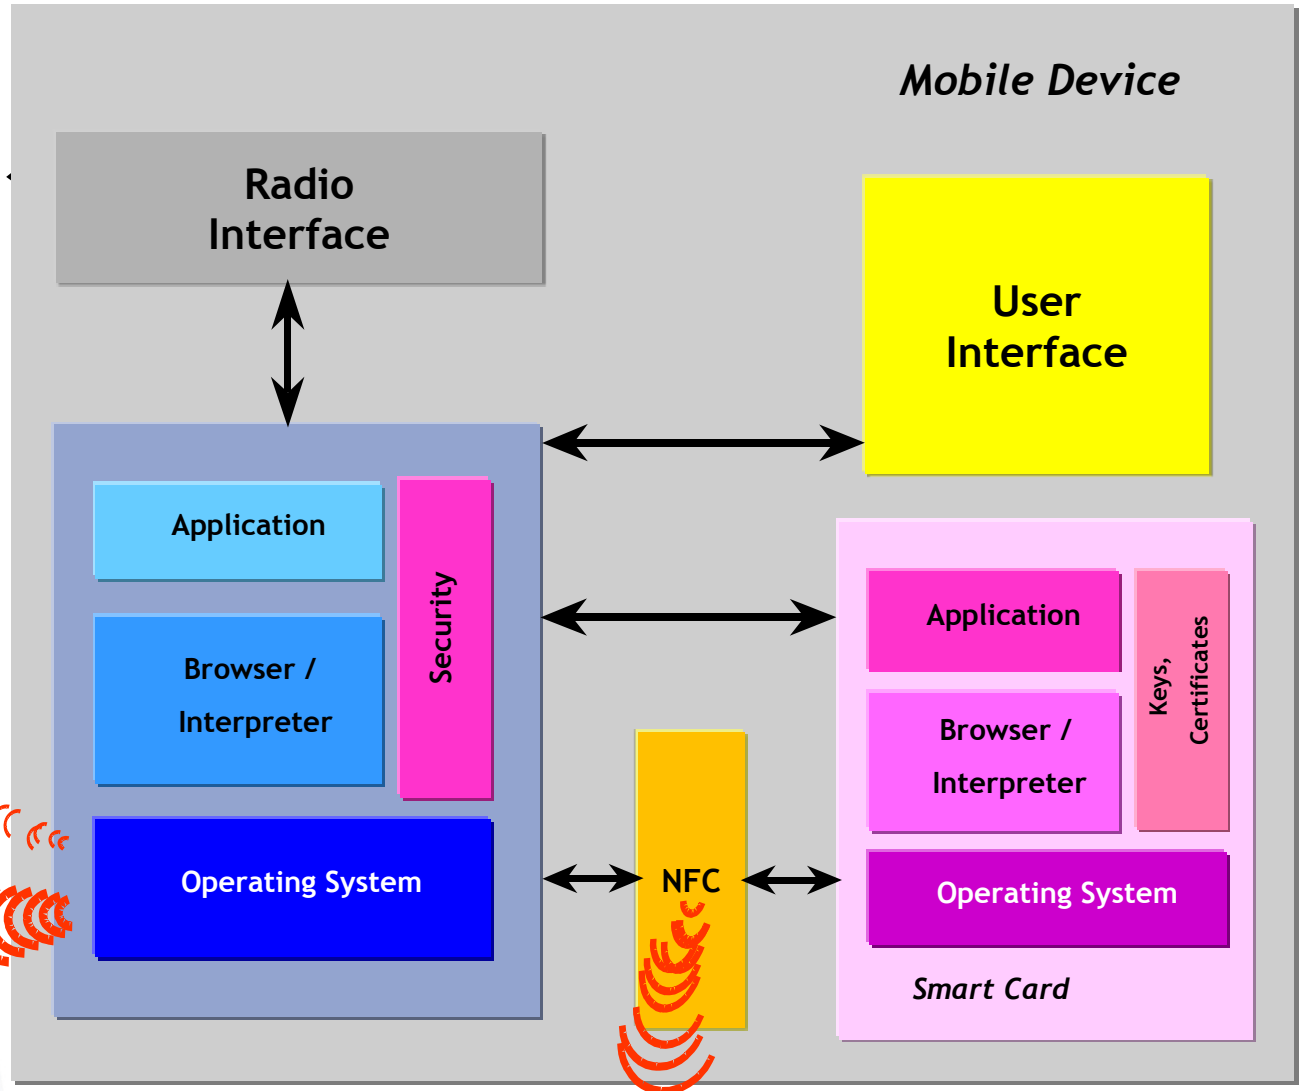 Mobile Device
Radio
Interface
User
Interface
Application
Security
Browser /
Interpreter
Operating System
NFC
Application
Keys,
Certificates
Browser /
Interpreter
Operating System
Smart Card